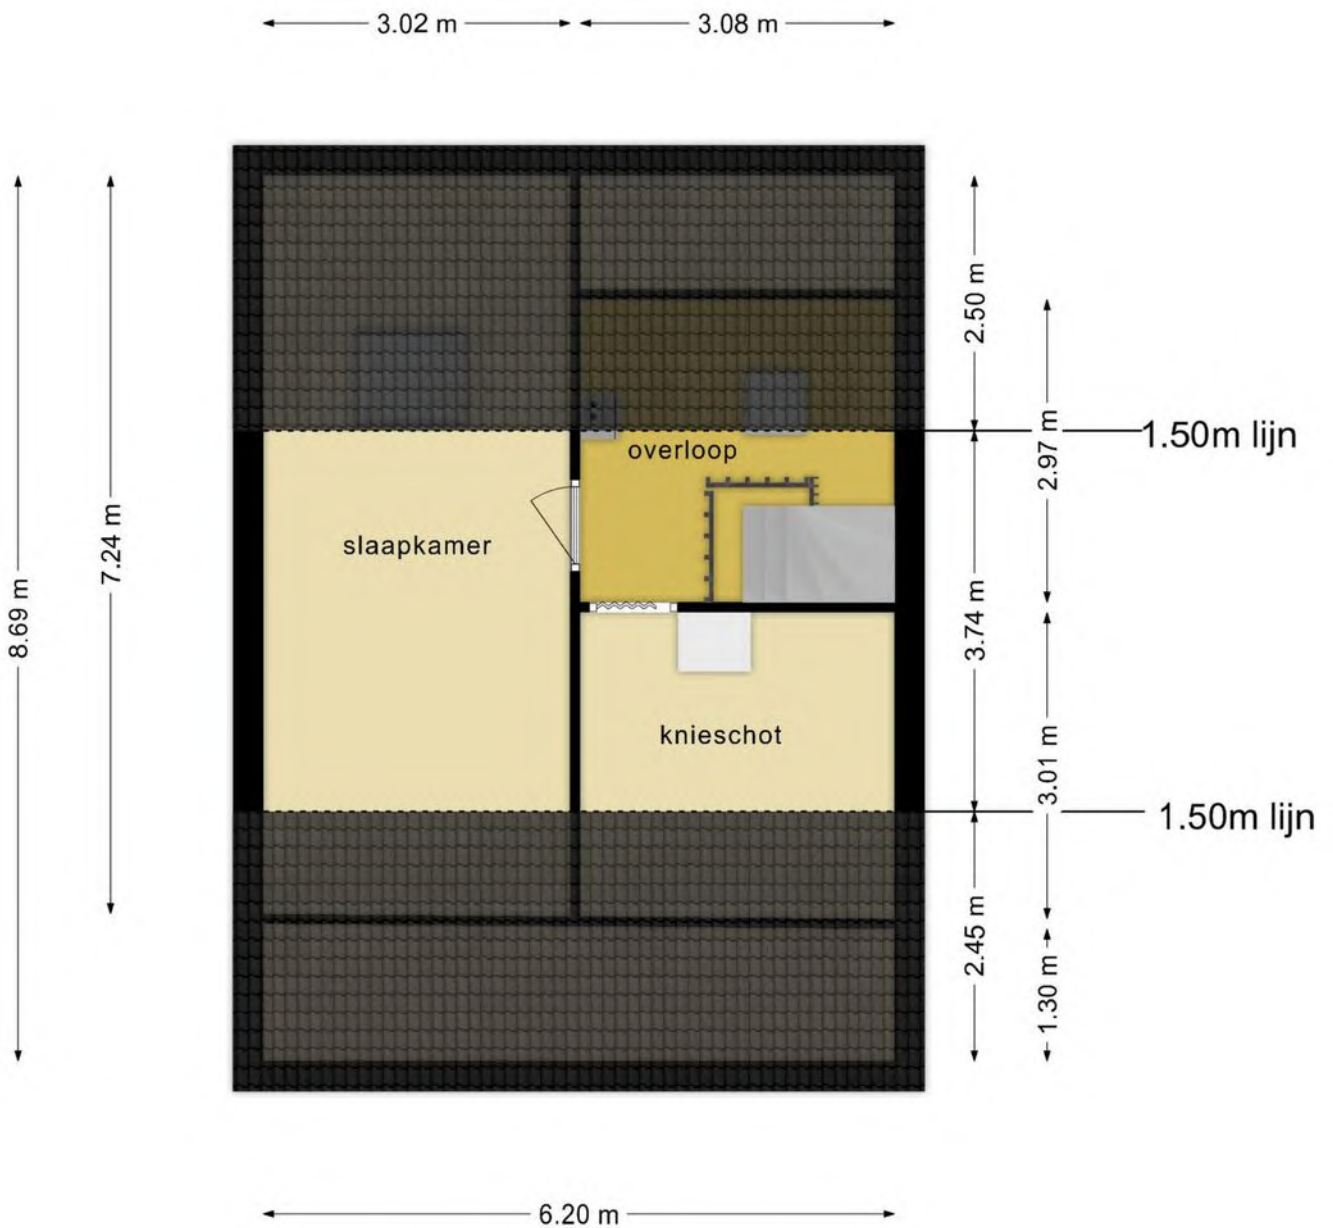 3.02 m
3.08 m
2.50 m
1.50m lijn
2.97 m
overloop
slaapkamer
7.24 m
8.69 m
3.74 m
knieschot
3.01 m
1.50m lijn
2.45 m
1.30 m
6.20 m